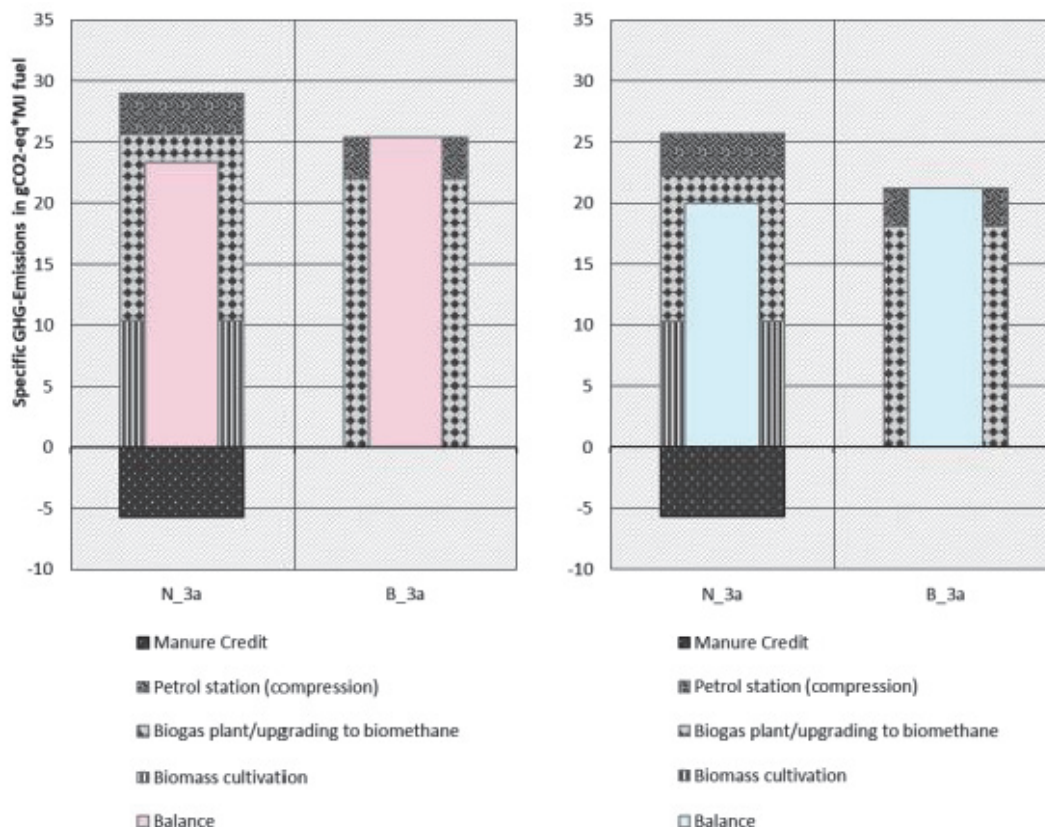 Specific GHG-Emissions in gCO2-eq*MJ fuel
35
30
25
20
15
10
5
0
-5
-10
N_3a
B_3a
Manure Credit
Petrol station (compression)
Biogas plant/upgrading to biomethane
Biomass cultivation
Balance
35
30
25
20
15
10
5
0
-5
-10
N_3a
B_3a
Manure Credit
Petrol station (compression)
Biogas plant/upgrading to biomethane
Biomass cultivation
Balance